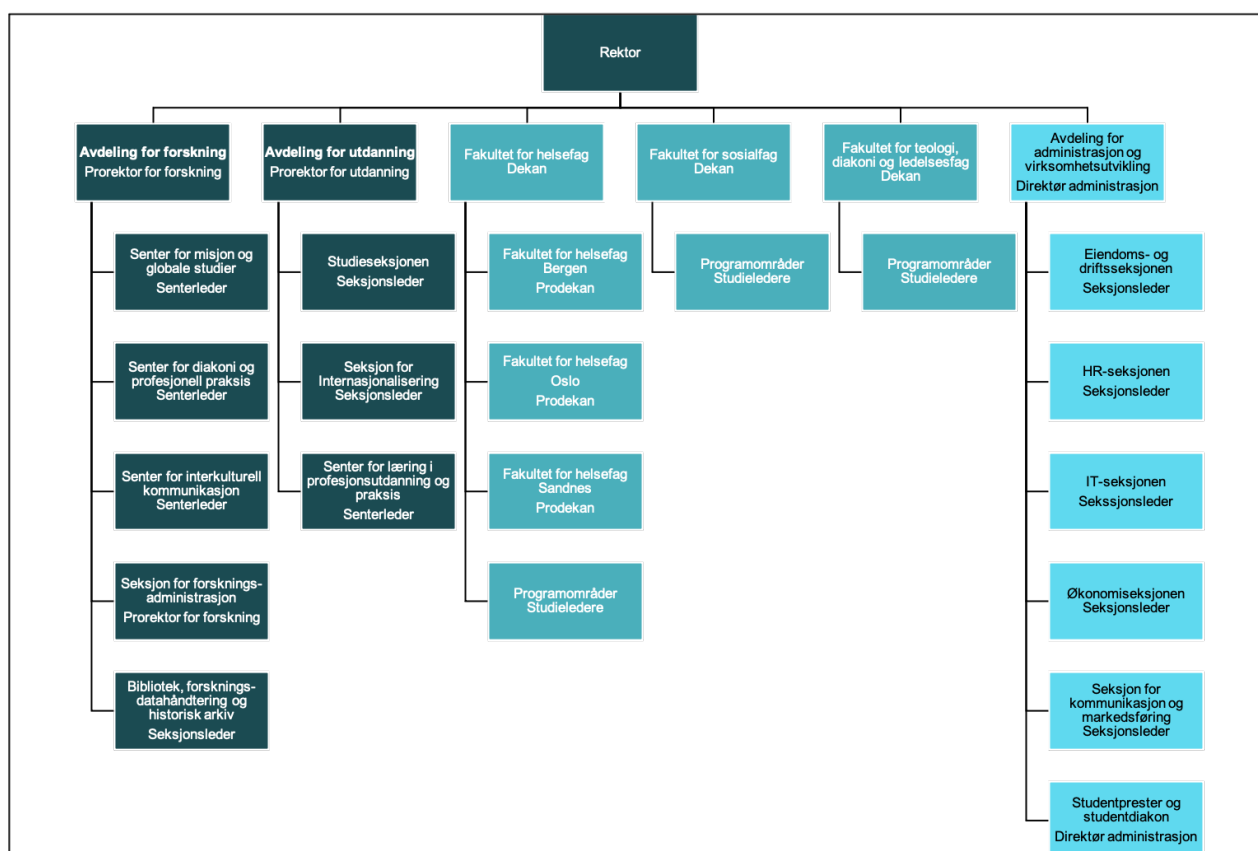 Rektor
Avdeling for forskning
Prorektor for forskning
Avdeling for utdanning
Prorektor for utdanning
Fakultet for helsefag
Dekan
Fakultet for sosialfag
Dekan
Fakultet for teologi,
diakoni og ledelsesfag
Dekan
Avdeling for
administrasjon og
virksomhetsutvikling
Direktør administrasjon
Senter for misjon og
globale studier
Senterleder
Studieseksjonen
Seksjonsleder
Fakultet for helsefag
Bergen
Prodekan
Programområder
Studieledere
Programområder
Studieledere
Eiendoms- og
driftsseksjonen
Seksjonsleder
Senter for diakoni og
profesjonell praksis
Senterleder
Seksjon for
Internasjonalisering
Seksjonsleder
Fakultet for helsefag
Oslo
Prodekan
HR-seksjonen
Seksjonsleder
Senter for interkulturell
kommunikasjon
Senterleder
Senter for læring i
profesjonsutdanning og
praksis
Senterleder
Fakultet for helsefag
Sandnes
Prodekan
IT-seksjonen
Sekssjonsleder
Seksjon for forsknings-
administrasjon
Prorektor for forskning
Programområder
Studieledere
Økonomiseksjonen
Seksjonsleder
Bibliotek, forsknings-
datahåndtering og
historisk arkiv
Seksjonsleder
Seksjon for
kommunikasjon og
markedsføring
Seksjonsleder
Studentprester og
studentdiakon
Direktør administrasjon